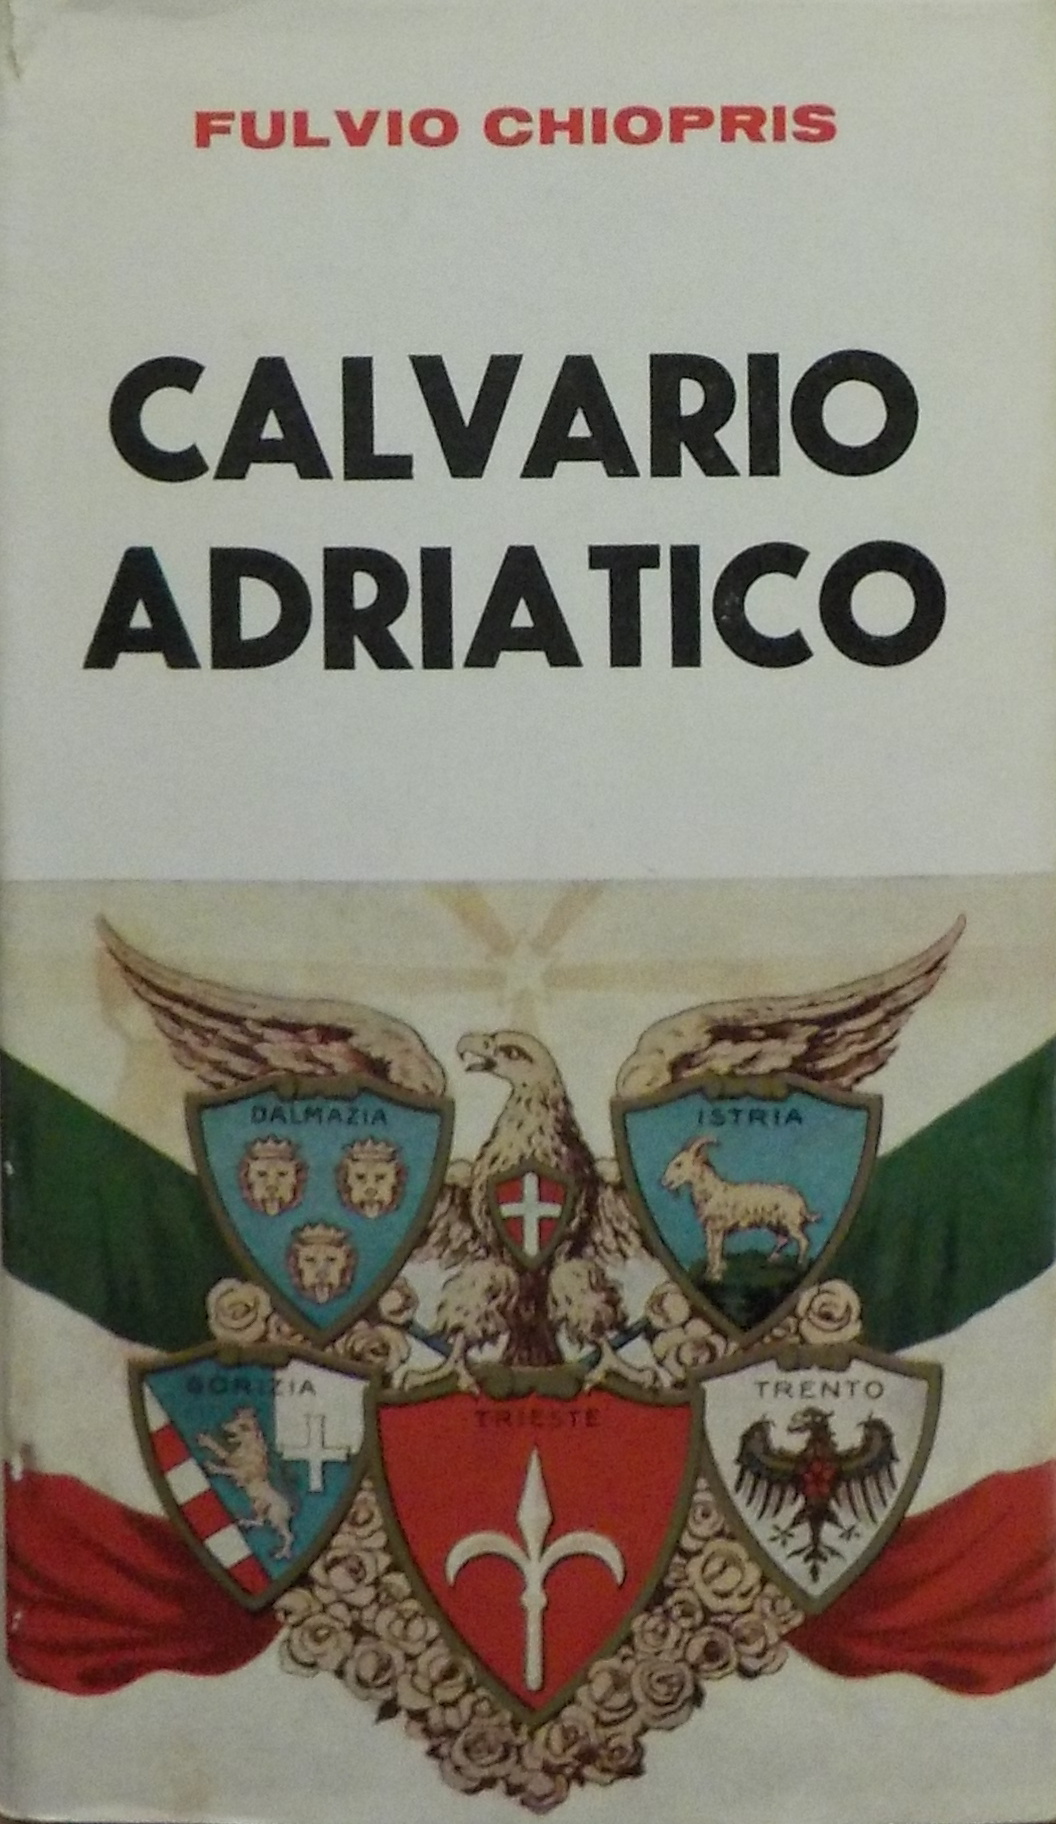 FULVIO CHIOPRIS
CALVARIO
ADRIATICO
DALMAZIA
ISTRIA
GORIZIA
TRIESTE
TRENTO